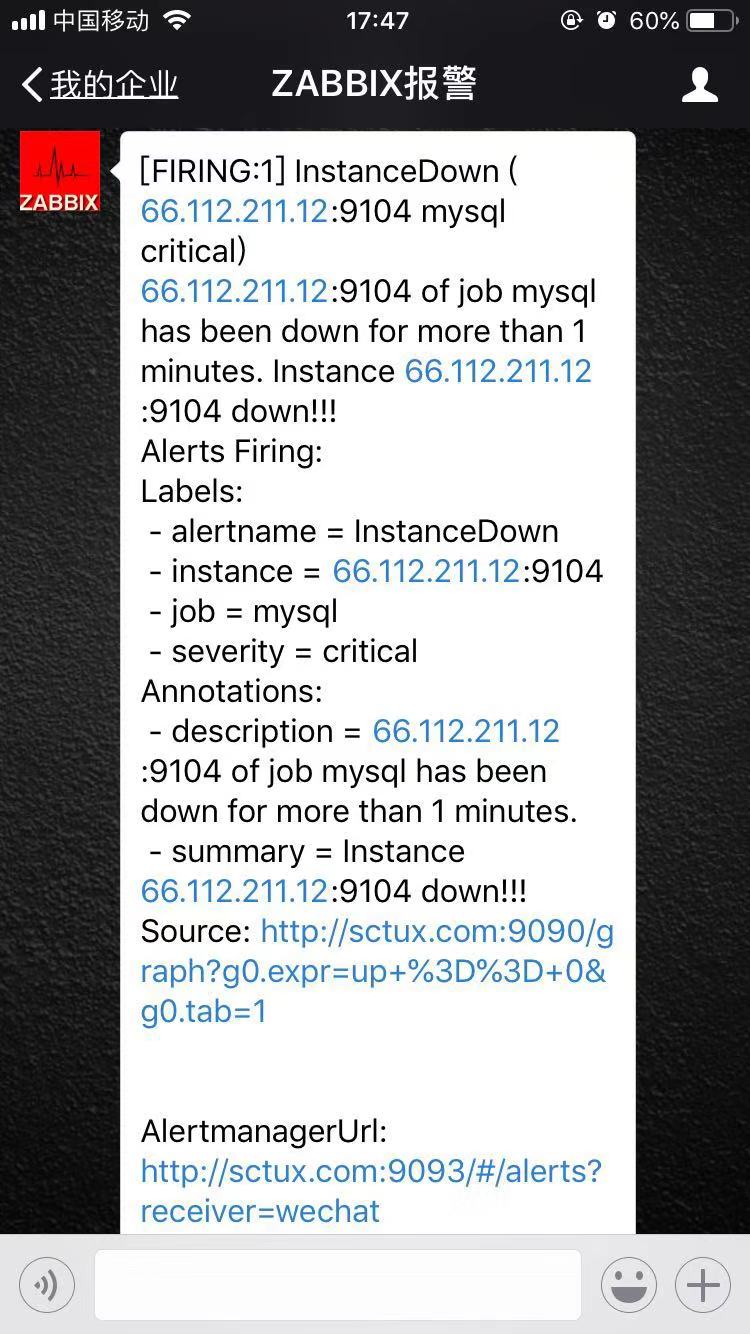 中国移动 17:47 60%
我的企业 ZABBIX报警
ZABBIX
[FIRING:1] InstanceDown (
66.112.211.12:9104 mysql
critical)
66.112.211.12:9104 of job mysql
has been down for more than 1
minutes. Instance 66.112.211.12
:9104 down!!!
Alerts Firing:
Labels:
- alertname = InstanceDown
- instance = 66.112.211.12:9104
- job = mysql
- severity = critical
Annotations:
- description = 66.112.211.12
:9104 of job mysql has been
down for more than 1 minutes.
- summary = Instance
66.112.211.12:9104 down!!!
Source: http://sctux.com:9090/g
raph?g0.expr=up+%3D%3D+0&
g0.tab=1
AlertmanagerUrl:
http://sctux.com:9093/#/alerts?
receiver=wechat